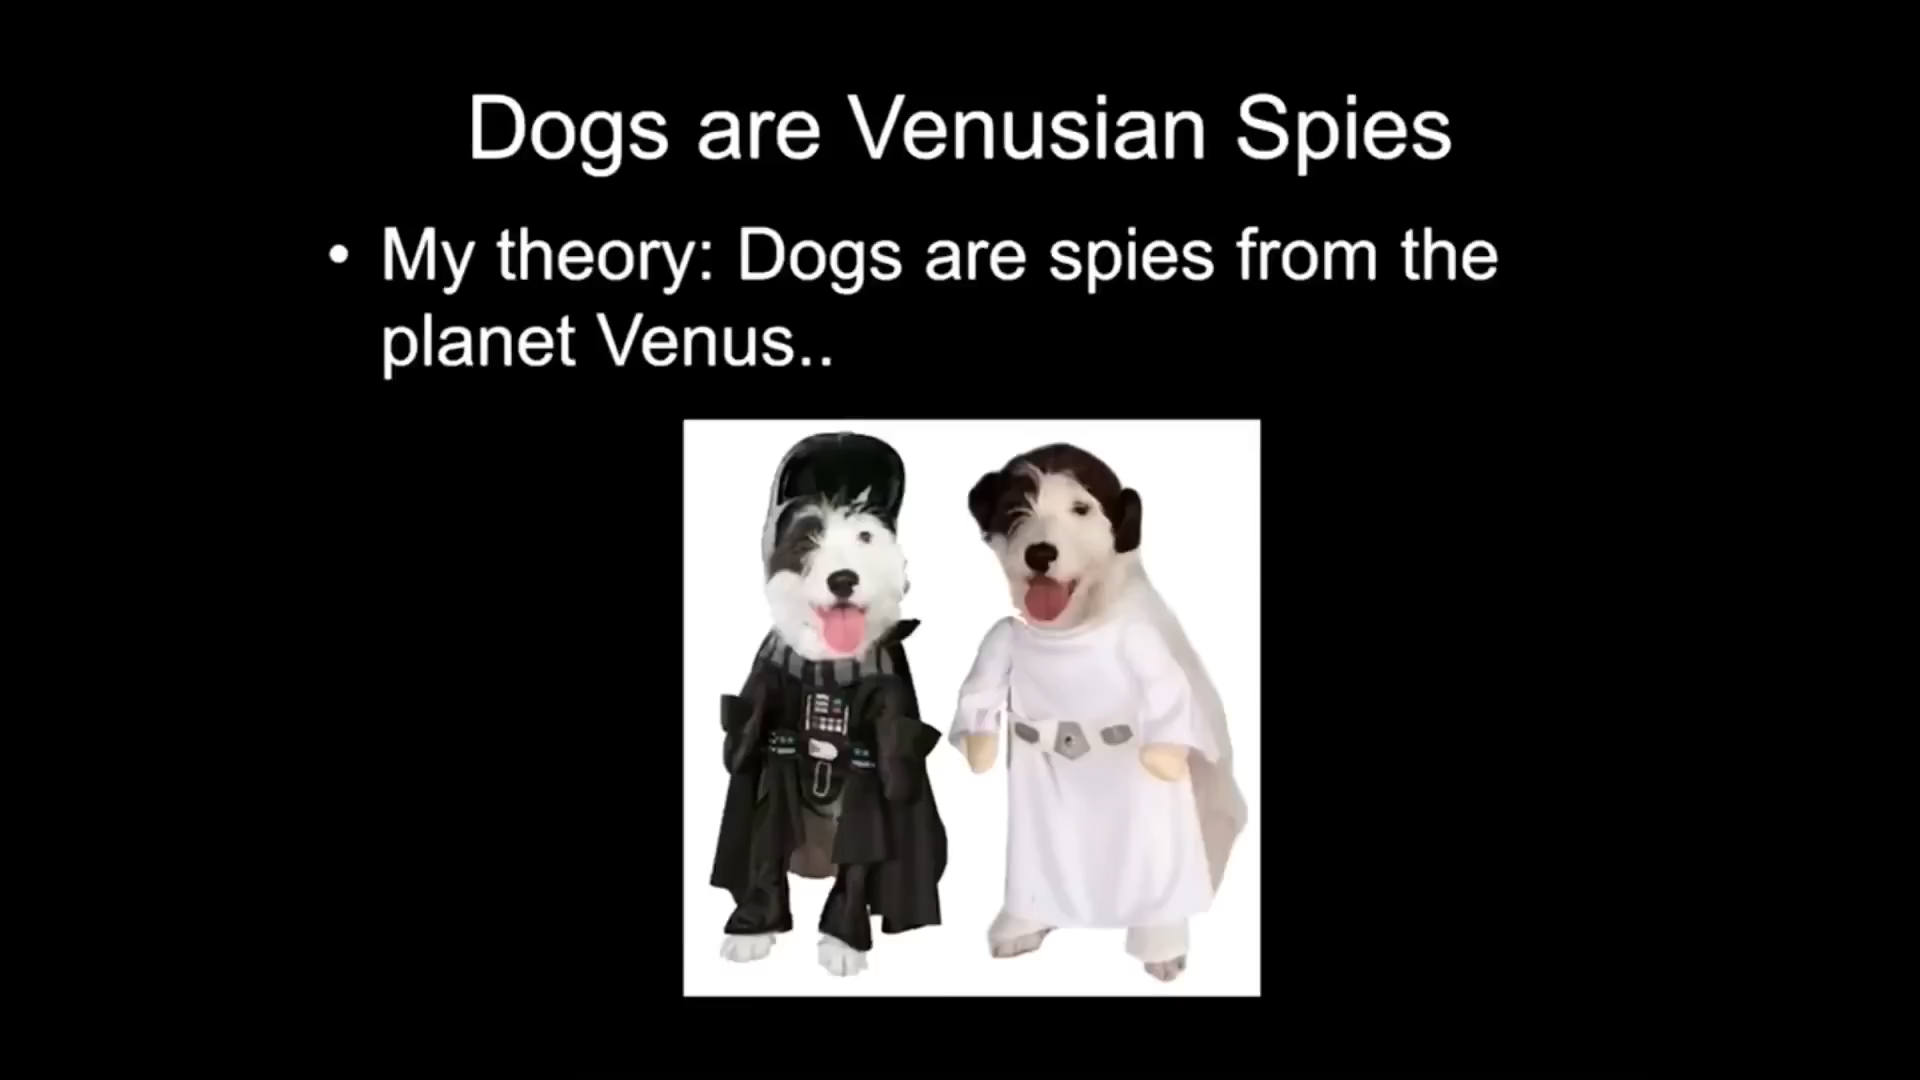 Dogs are Venusian Spies
• My theory: Dogs are spies from the
planet Venus..